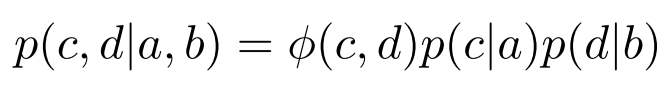 p(c, d|a, b) = ϕ(c, d)p(c|a)p(d|b)